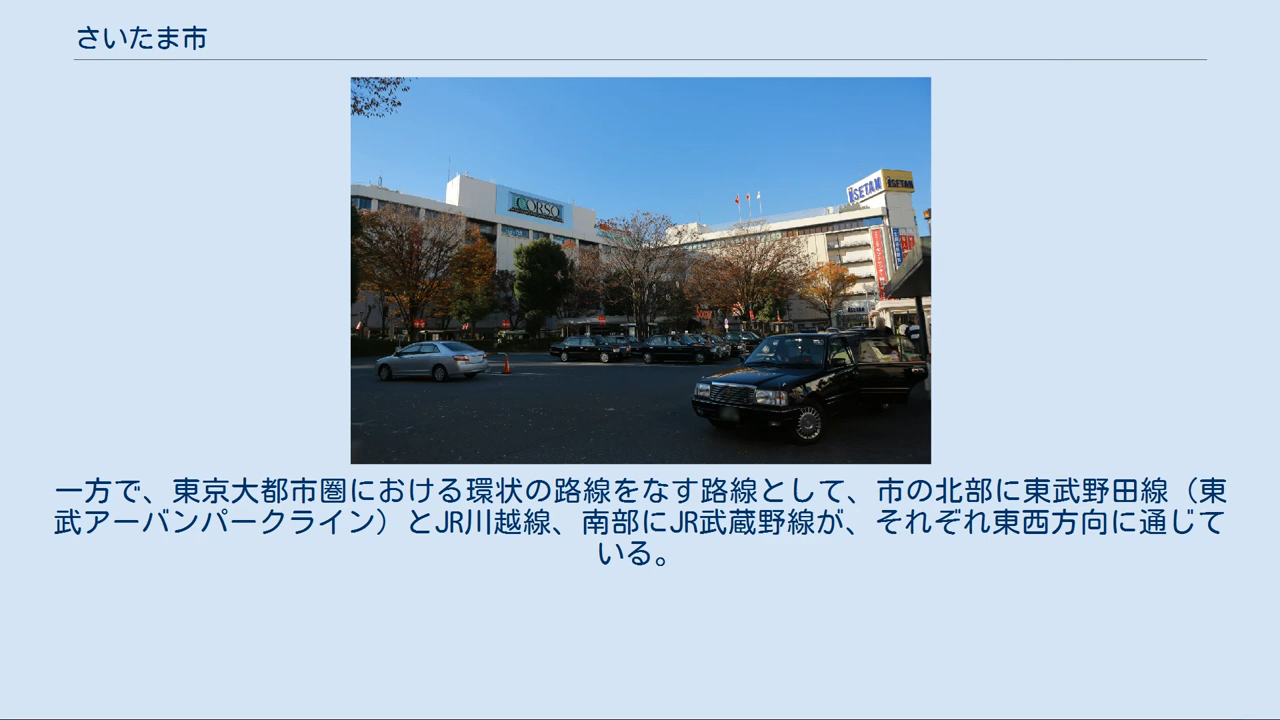 さいたま市
CORSO
ISETAN
ISETAN
ISETAN
一方で、東京大都市圏における環状の路線をなす路線として、市の北部に東武野田線（東
武アーバンパークライン）とJR川越線、南部にJR武蔵野線が、それぞれ東西方向に通じて
いる。